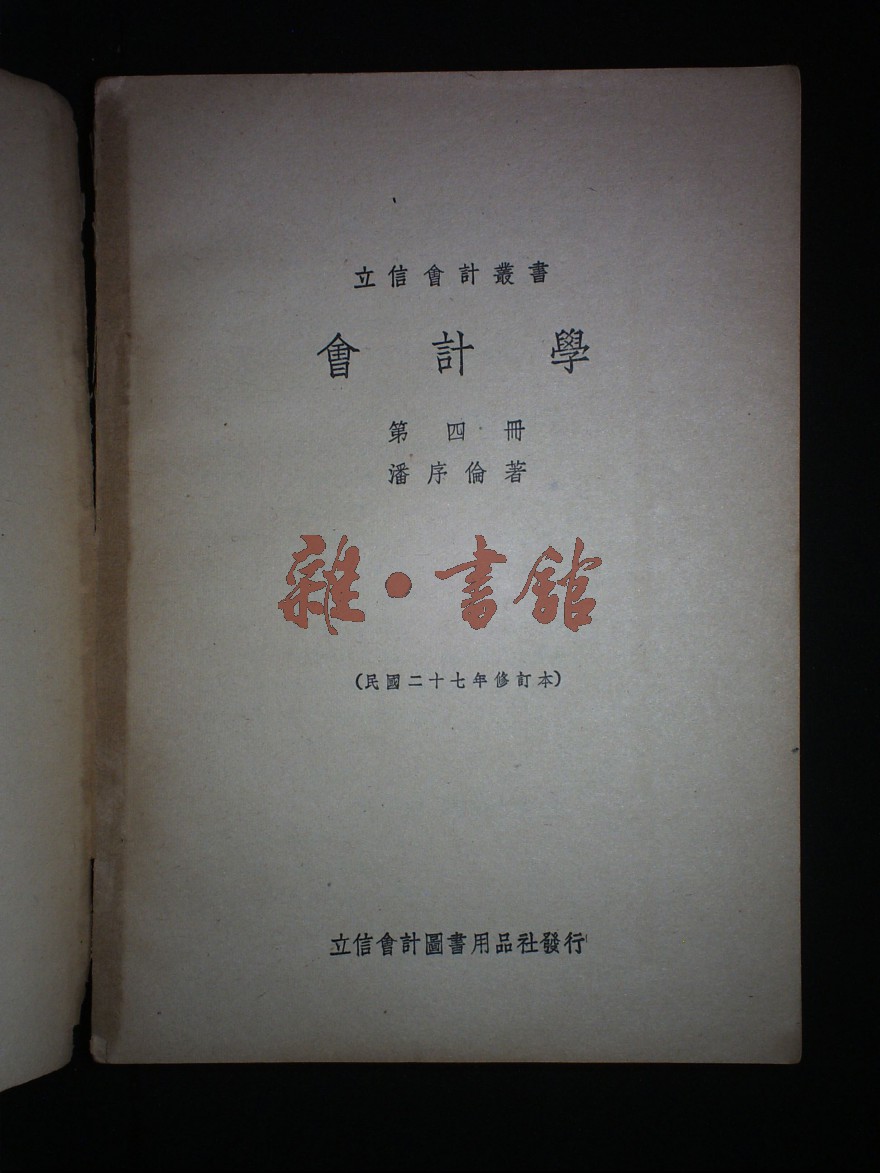 立信會計叢書
會計學
第四冊
潘序倫著
雜·書館
(民國二十七年修訂本)
立信會計圖書用品社發行